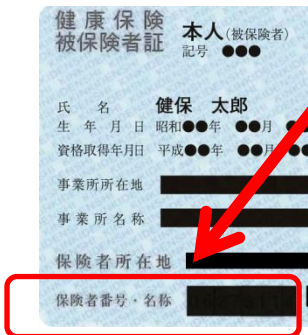 健康保険
被保険者証
本人(被保険者)
記号 ●●●
氏名 健保 太郎
生年月日 昭和●●年 ●●月
資格取得年月日 平成●●年 ●●月
事業所所在地
事業所名称
保険者所在地
保険者番号・名称